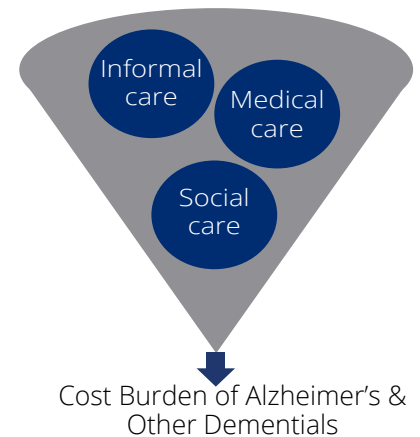 Informal
care
Medical
care
Social
care
Cost Burden of Alzheimer’s &
Other Dementials